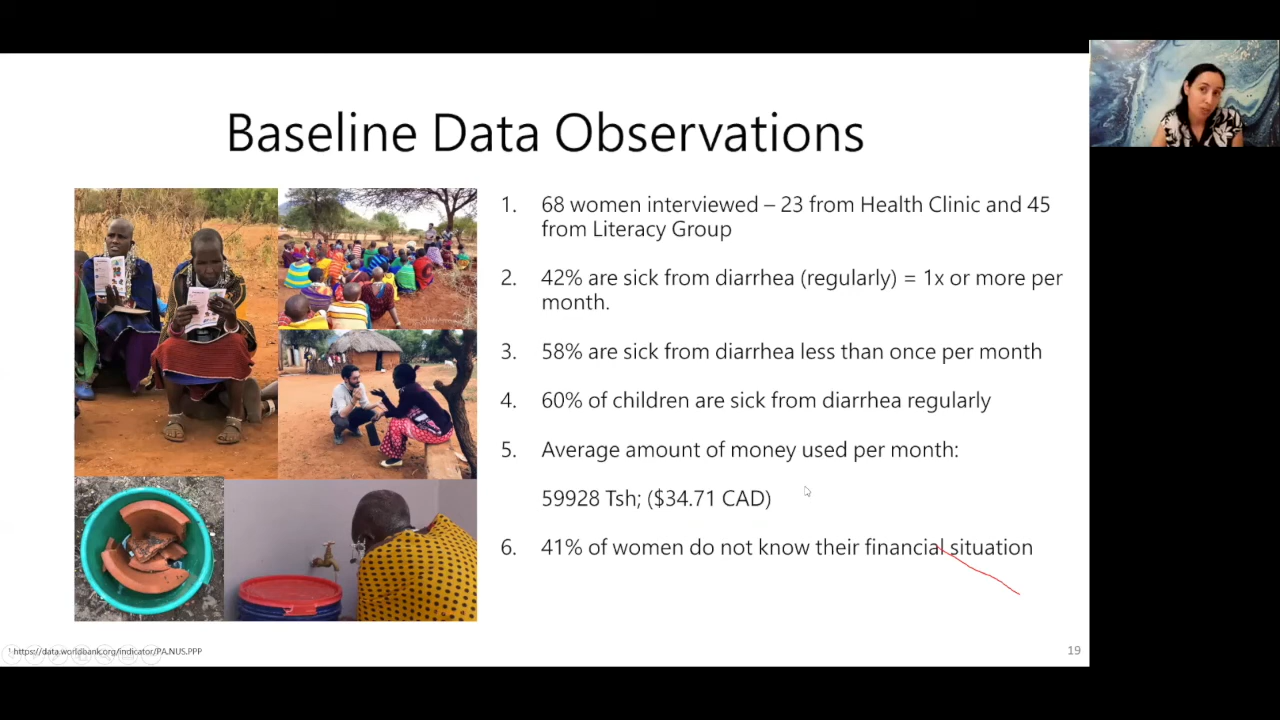 Baseline Data Observations
1. 68 women interviewed – 23 from Health Clinic and 45
from Literacy Group
2. 42% are sick from diarrhea (regularly) = 1x or more per
month.
3. 58% are sick from diarrhea less than once per month
4. 60% of children are sick from diarrhea regularly
5. Average amount of money used per month:
59928 Tsh; ($34.71 CAD)
6. 41% of women do not know their financial situation
https://data.worldbank.org/indicator/PA.NUS.PPP
19